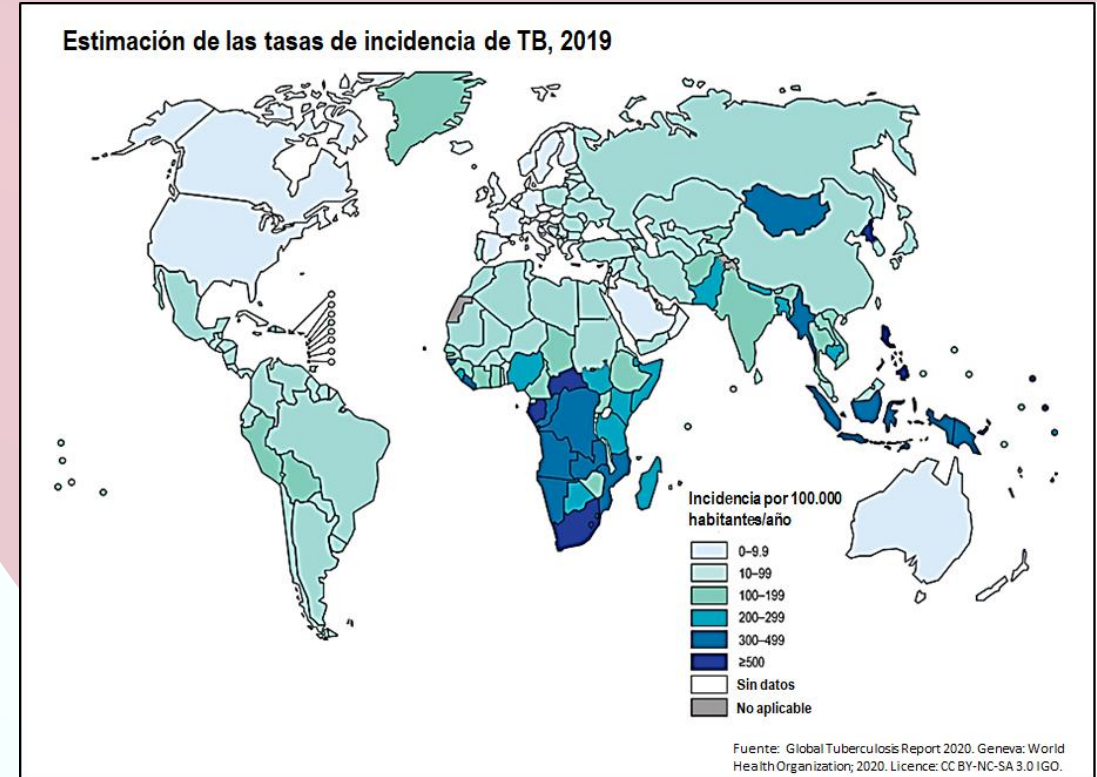 Estimación de las tasas de incidencia de TB, 2019
Incidencia por 100.000
habitantes/año
0–9.9
10–99
100–199
200–299
300–499
≥500
Sin datos
No aplicable
Fuente: Global Tuberculosis Report 2020. Geneva: World
Health Organization; 2020. Licence: CC BY-NC-SA 3.0 IGO.